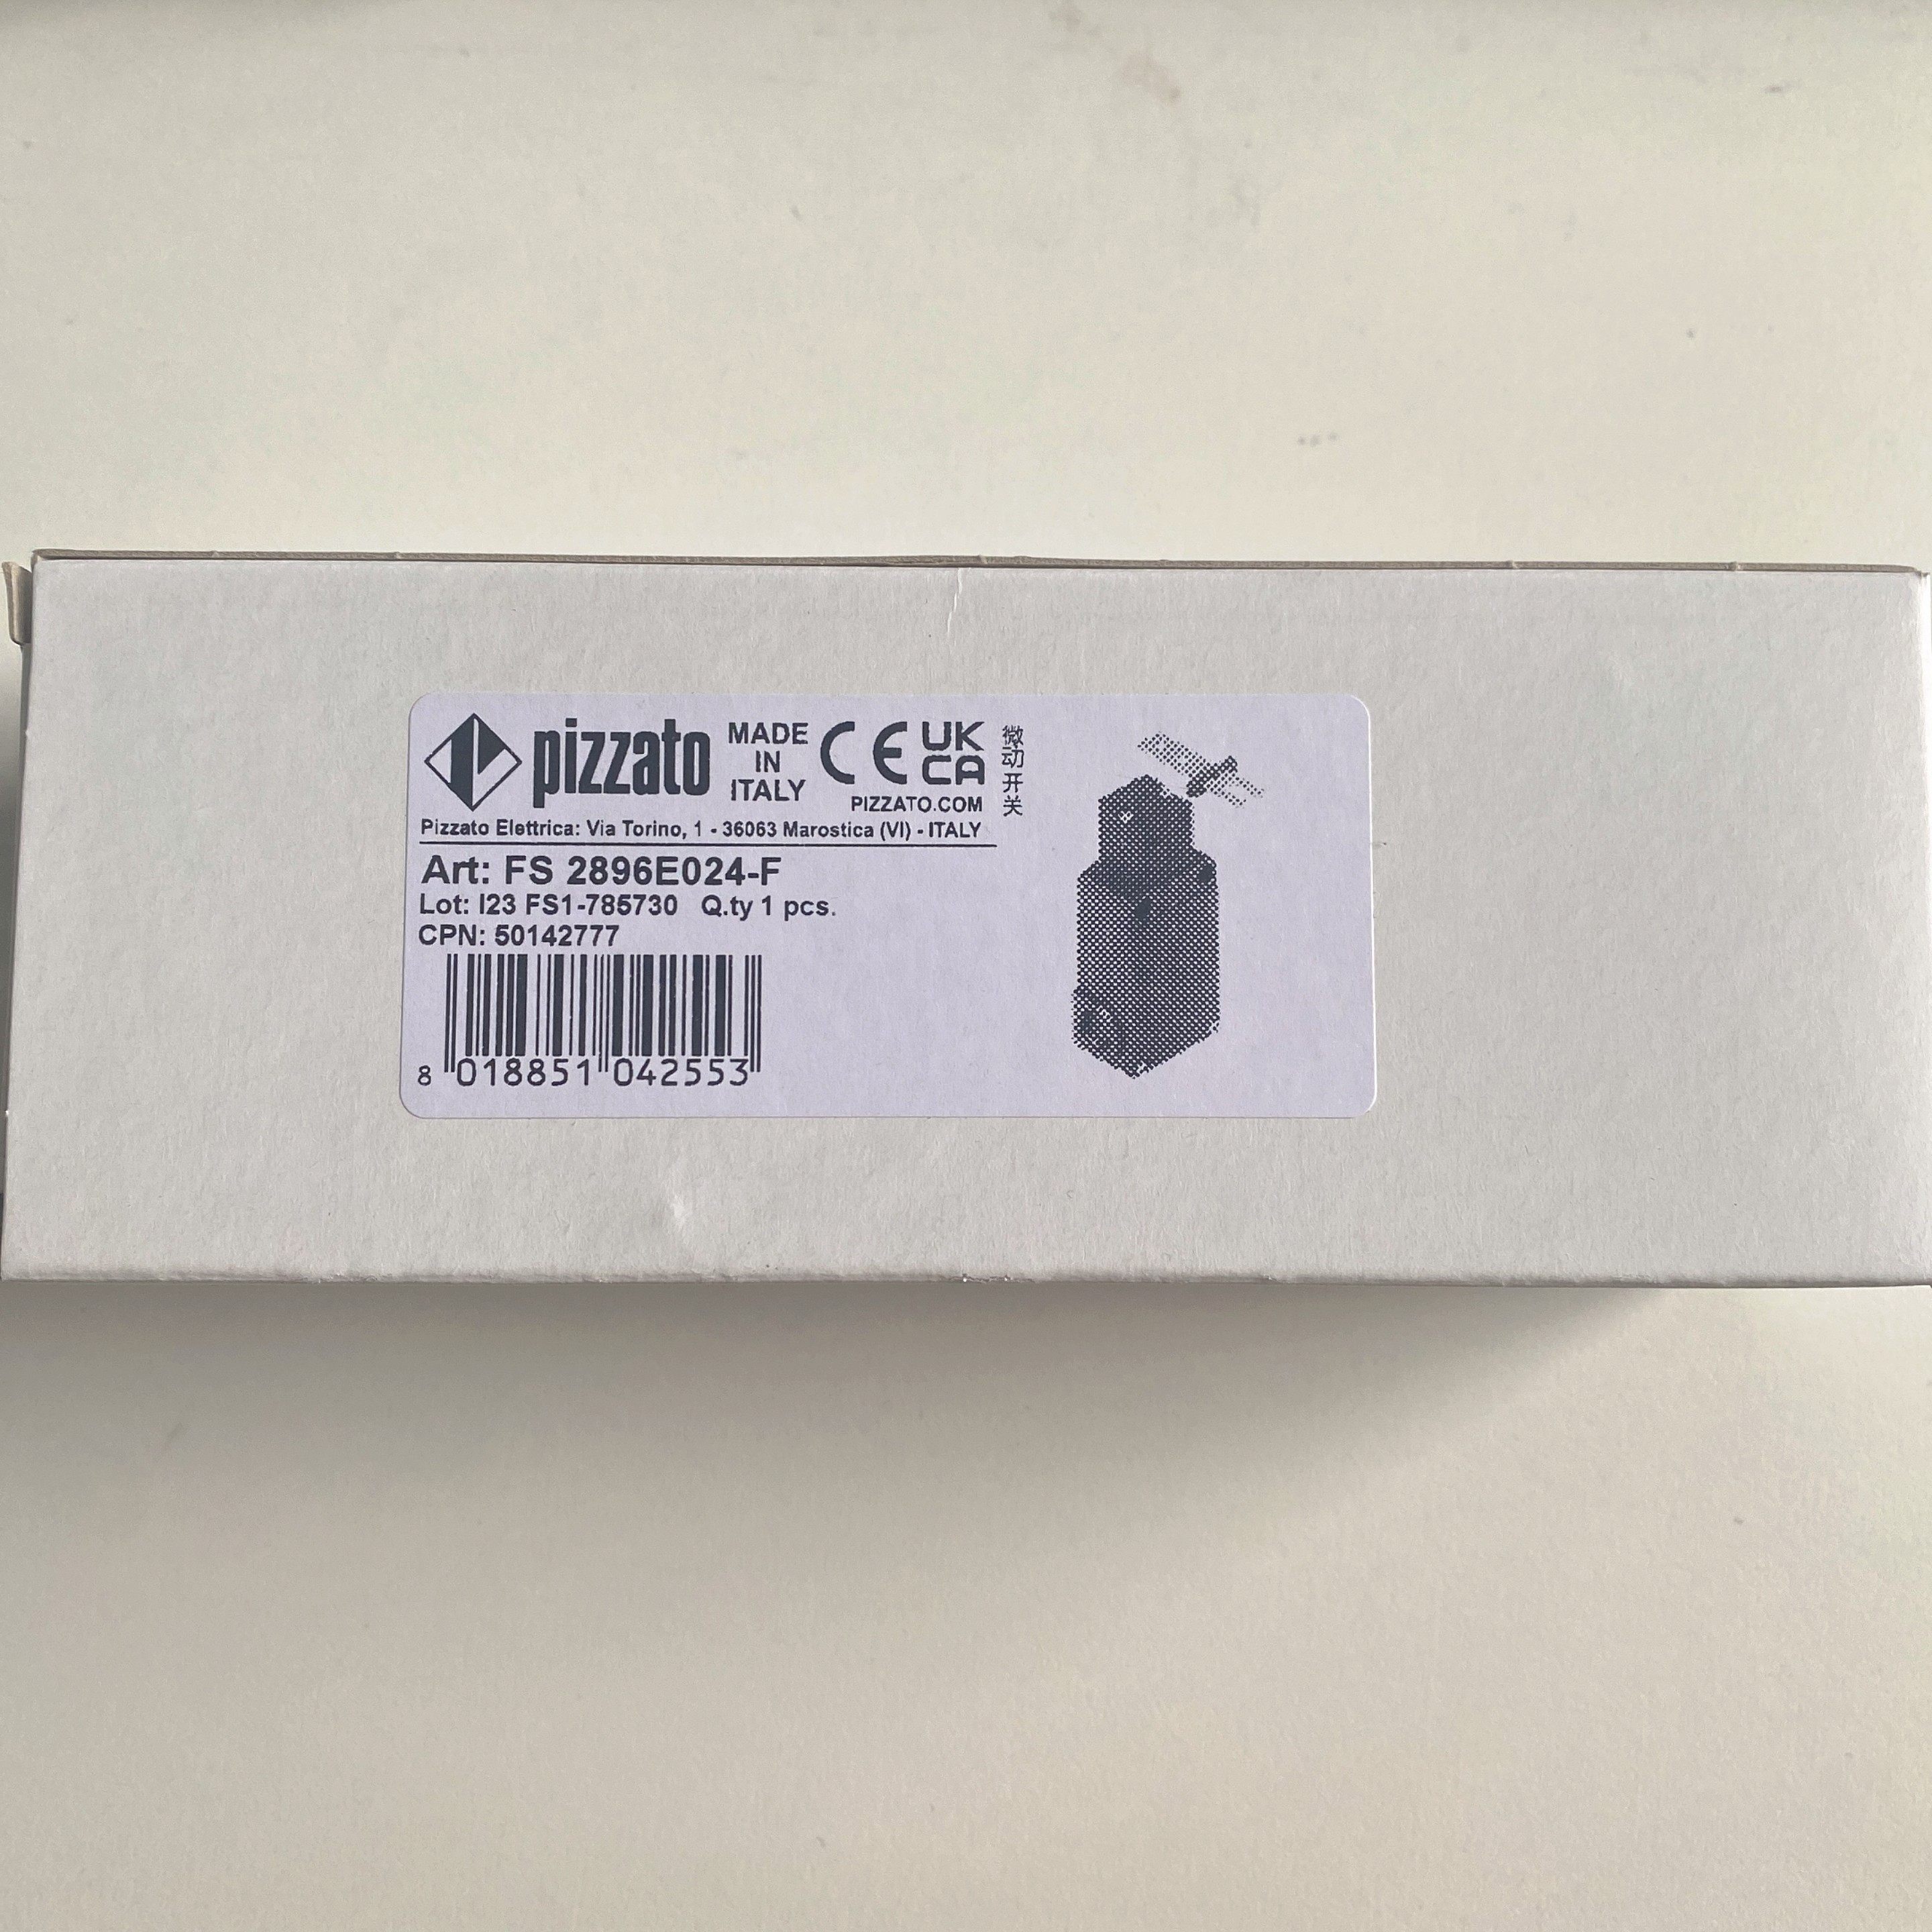 pizzato
MADE
IN
ITALY
CE
UK
CA
PIZZATO.COM
微动开关
Pizzato Elettrica: Via Torino, 1 - 36063 Marostica (VI) - ITALY
Art: FS 2896E024-F
Lot: I23 FS1-785730 Q.ty 1 pcs.
CPN: 50142777
8 018851 042553